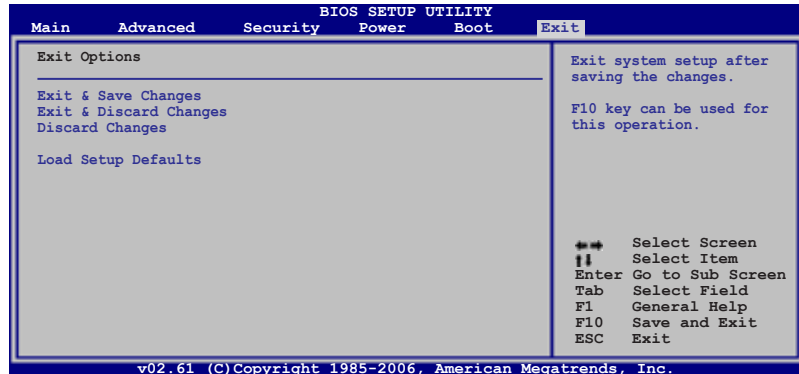 BIOS SETUP UTILITY
Main Advanced Security Power Boot Exit
Exit Options
Exit & Save Changes
Exit & Discard Changes
Discard Changes
Load Setup Defaults
Exit system setup after
saving the changes.
F10 key can be used for
this operation.
←→ Select Screen
↑↓ Select Item
Enter Go to Sub Screen
Tab Select Field
F1 General Help
F10 Save and Exit
ESC Exit
v02.61 (C)Copyright 1985-2006, American Megatrends, Inc.